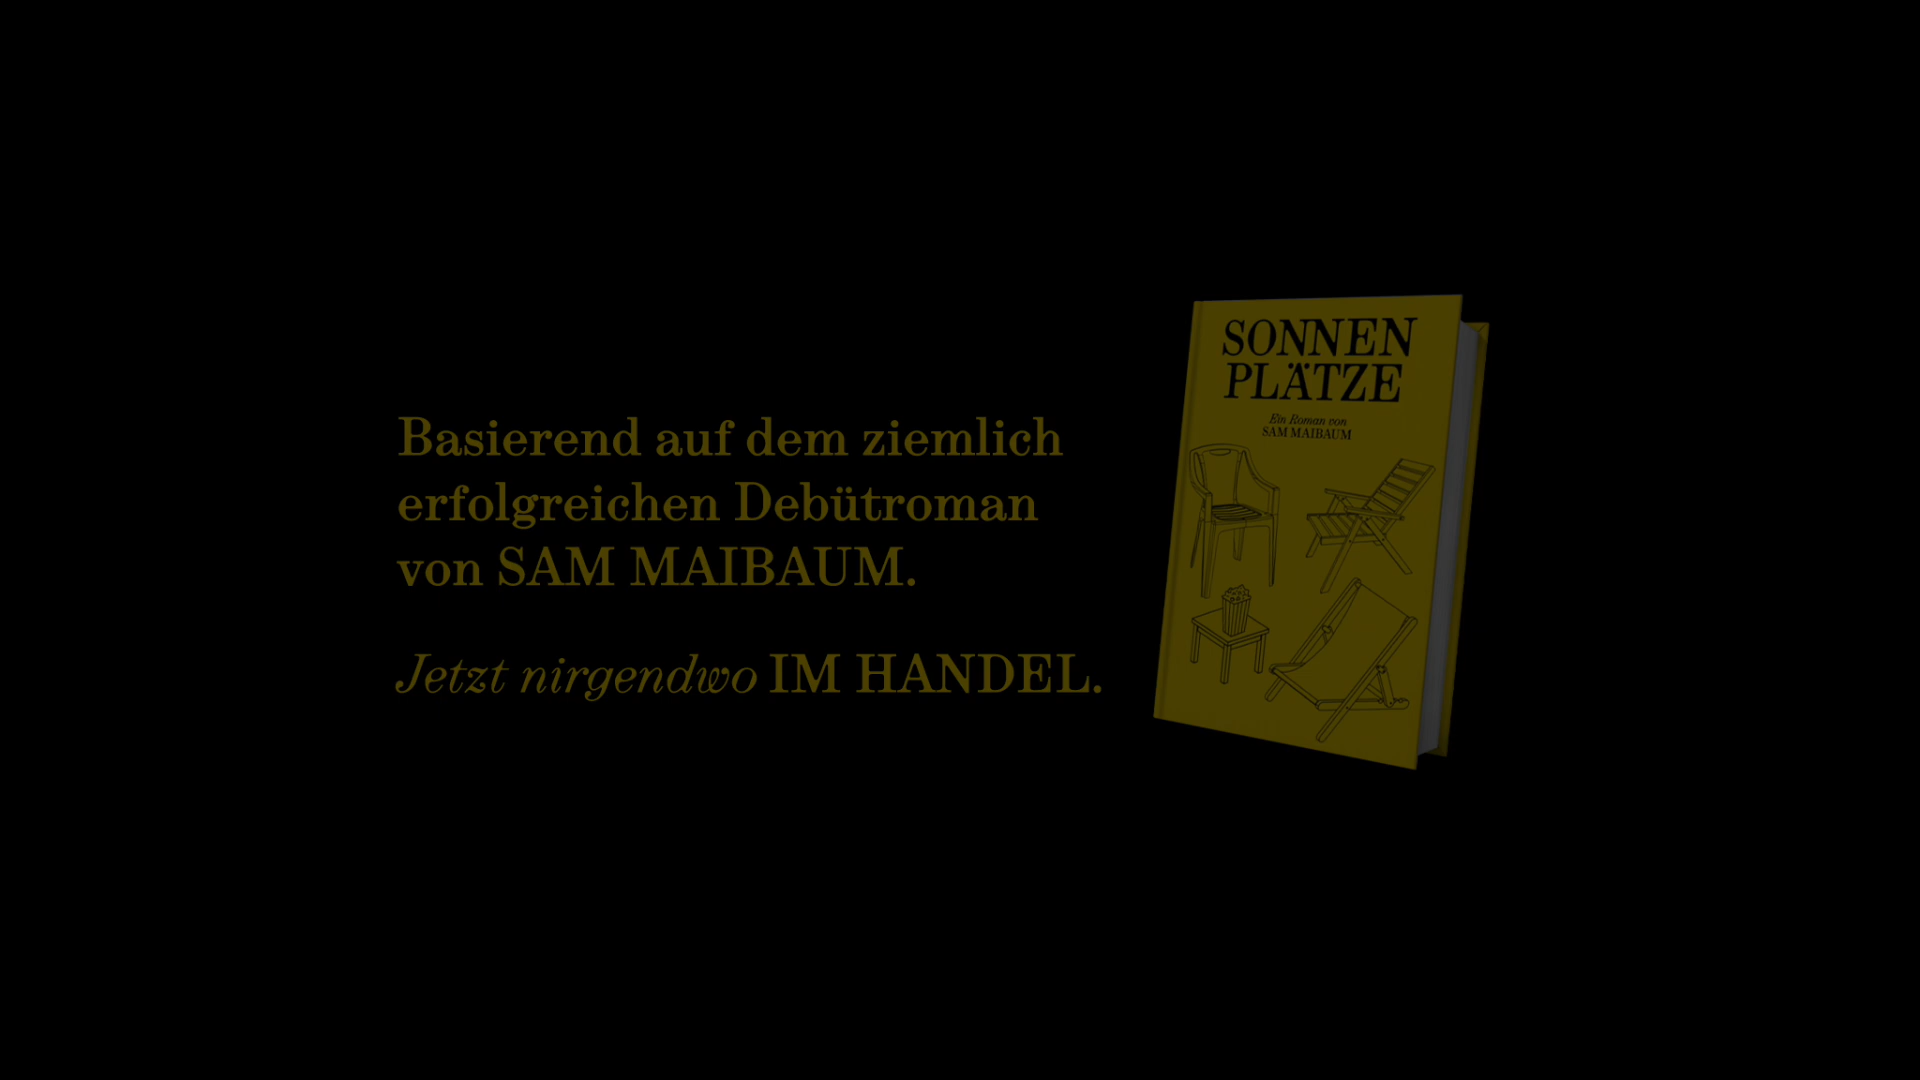 Basierend auf dem ziemlich
erfolgreichen Debütroman
von SAM MAIBAUM.
Jetzt nirgendwo IM HANDEL.
SONNEN
PLÄTZE
Ein Roman von
SAM MAIBAUM